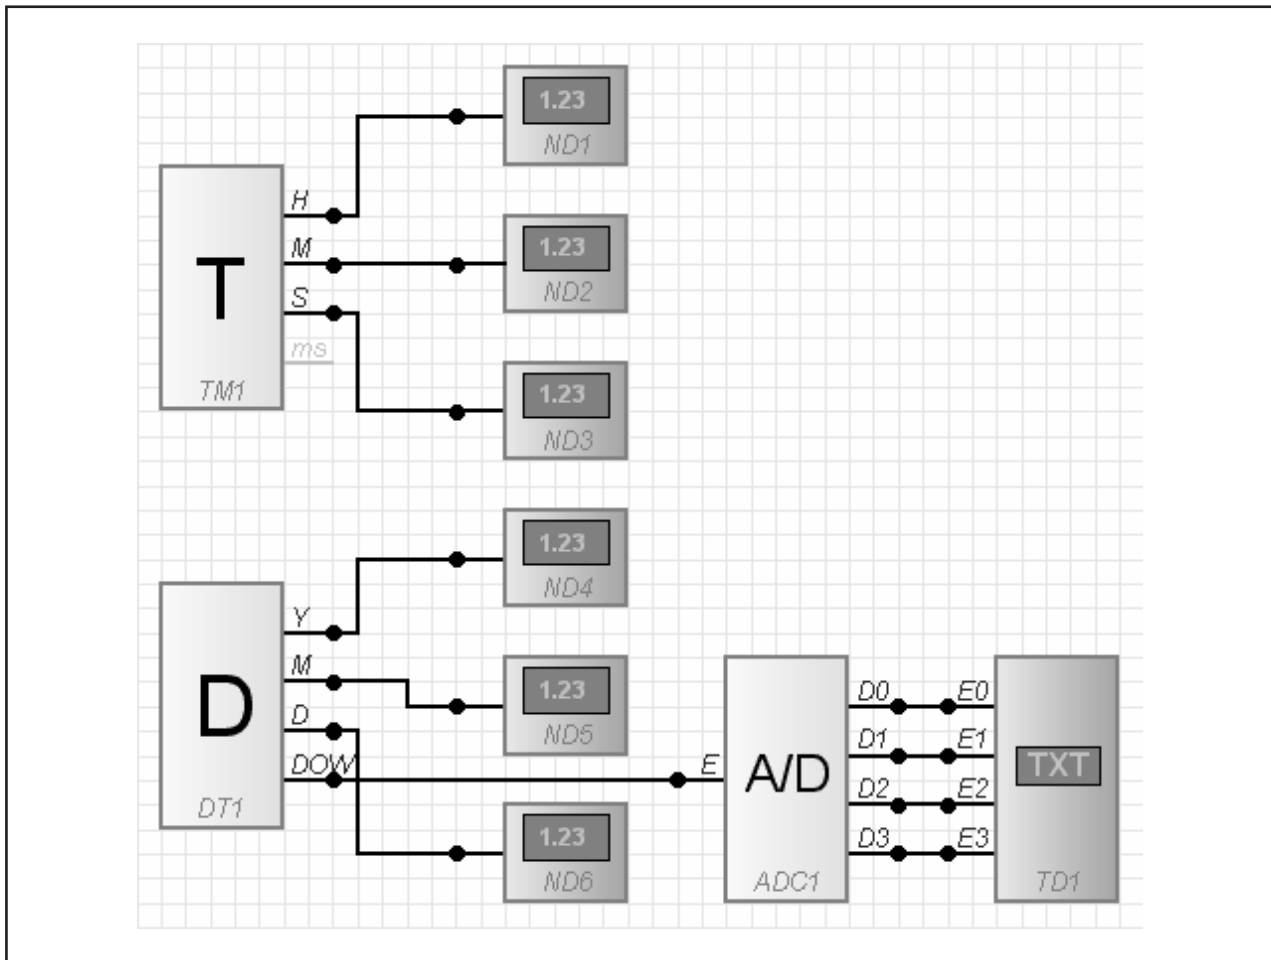 1.23
ND1
H
M
S
ms
T
TM1
1.23
ND2
1.23
ND3
1.23
ND4
Y
M
D
DOW
D
DT1
1.23
ND5
1.23
ND6
E
A/D
ADC1
D0
D1
D2
D3
E0
E1
E2
E3
TXT
TD1